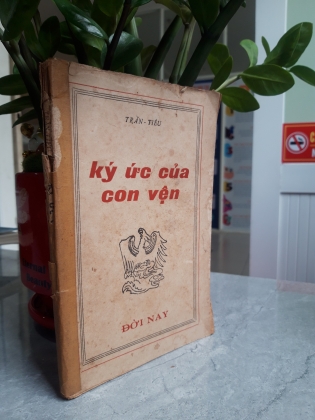 TRẦN - TIÊU
ký ức của
con vện
ĐỜI NAY